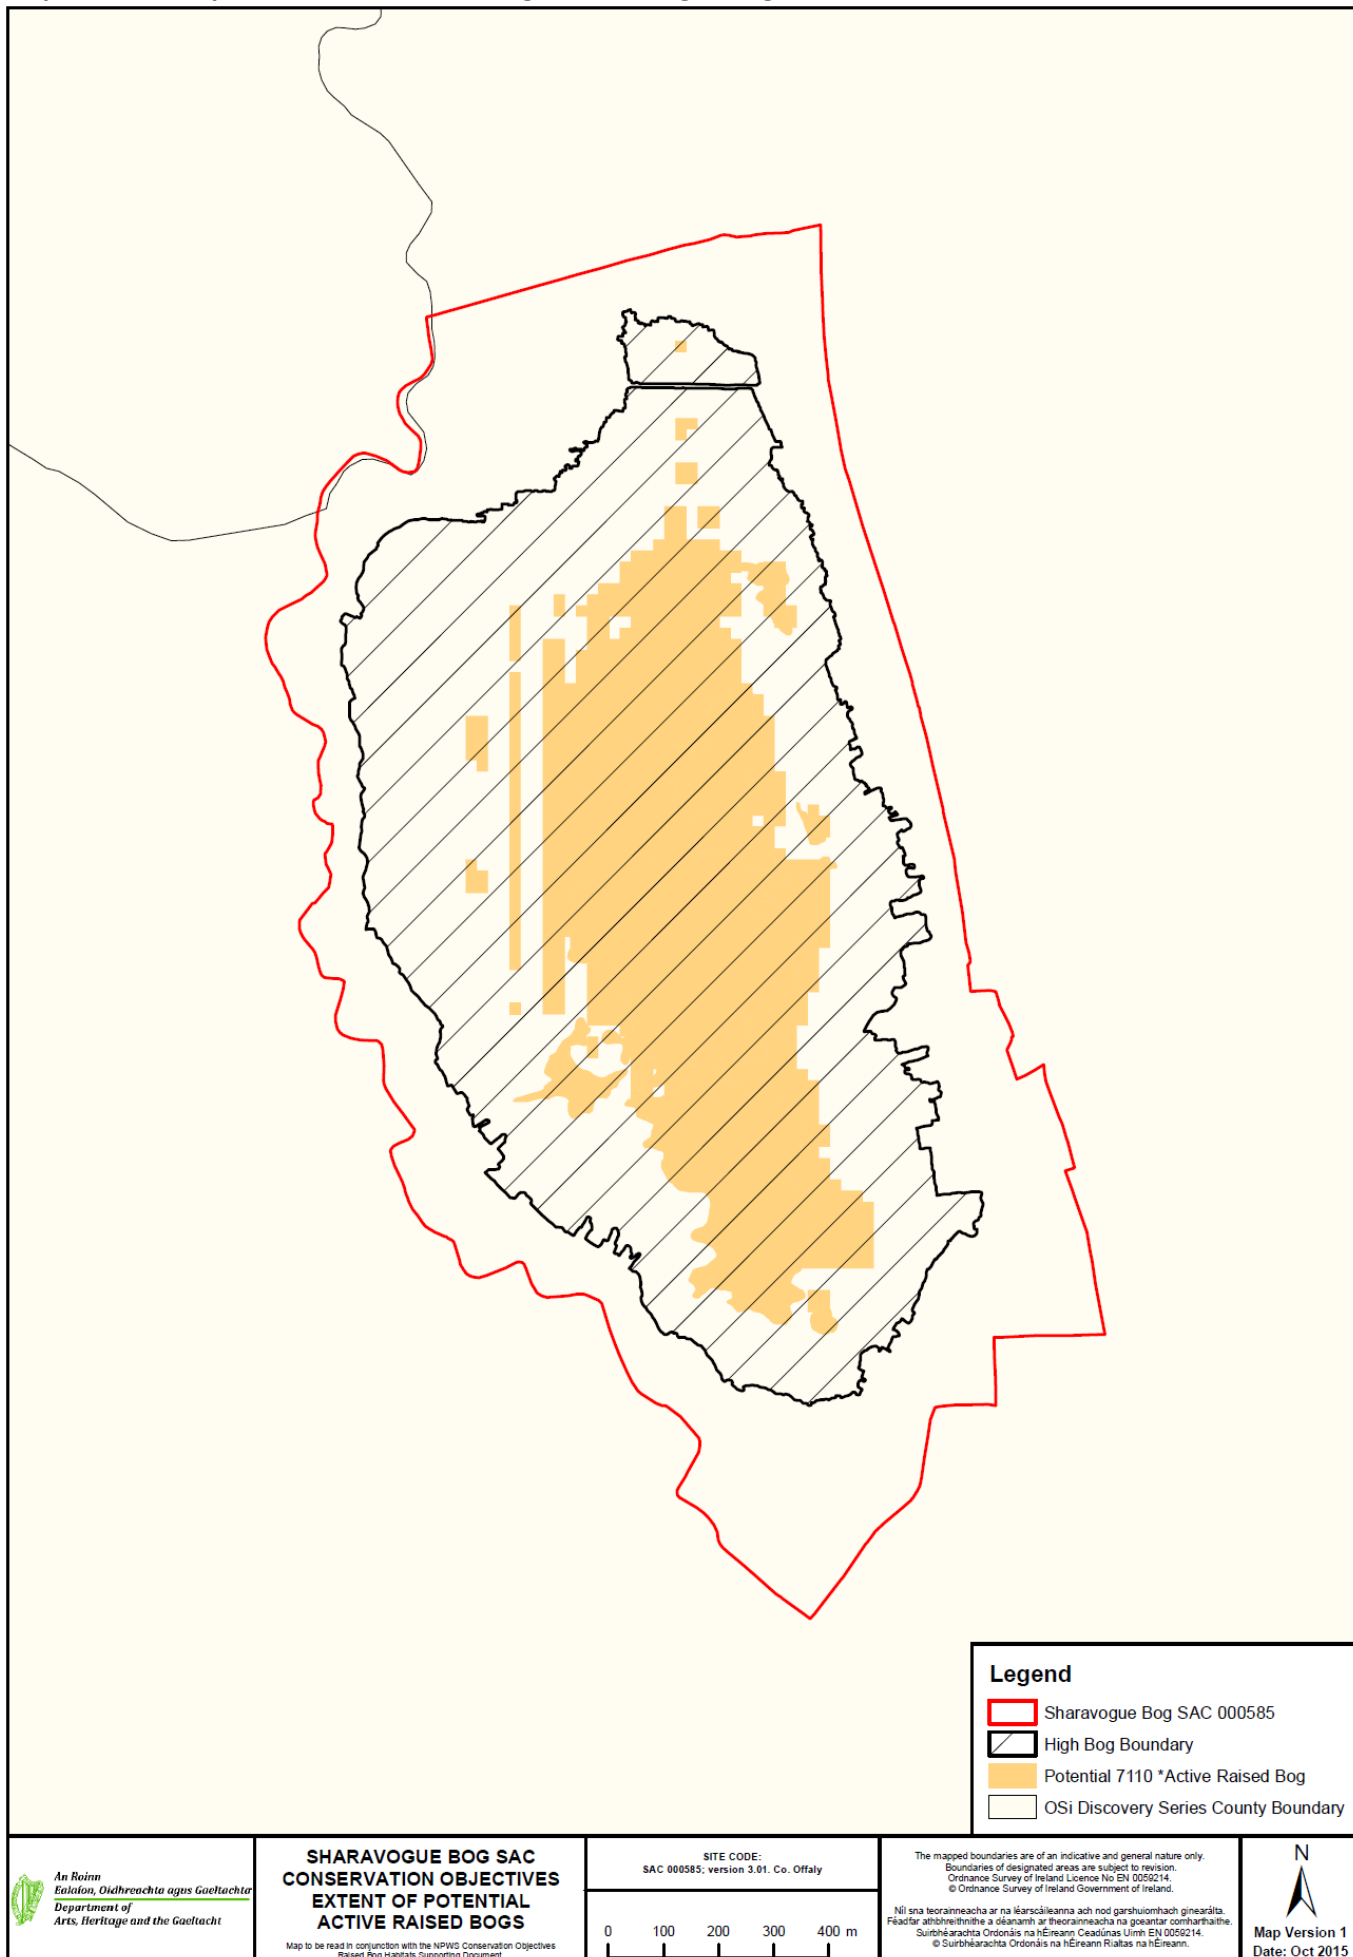 Legend
Sharavogue Bog SAC 000585
High Bog Boundary
Potential 7110 *Active Raised Bog
OSi Discovery Series County Boundary
An Roinn
Ealaíon, Oidhreachta agus Gaeltachta
Department of
Arts, Heritage and the Gaeltacht
SHARAVOGUE BOG SAC
CONSERVATION OBJECTIVES
EXTENT OF POTENTIAL
ACTIVE RAISED BOGS
Map to be read in conjunction with the NPWS Conservation Objectives
Raised Bog Habitats Supporting Document
SITE CODE:
SAC 000585; version 3.01. Co. Offaly
0 100 200 300 400 m
The mapped boundaries are of an indicative and general nature only.
Boundaries of designated areas are subject to revision.
Ordnance Survey of Ireland Licence No EN 0059214.
© Ordnance Survey of Ireland Government of Ireland.
Níl sna teorainneacha ar na léarscáileanna ach nod garshuiomhach ginearálta.
Féadfar athbhreithnithe a déanamh ar theorainneacha na gceantar comharthaithe.
Suirbhéarachta Ordonáis na hÉireann Ceadúnas Uimh EN 0059214.
© Suirbhéarachta Ordonáis na hÉireann Rialtas na hÉireann.
N
Map Version 1
Date: Oct 2015